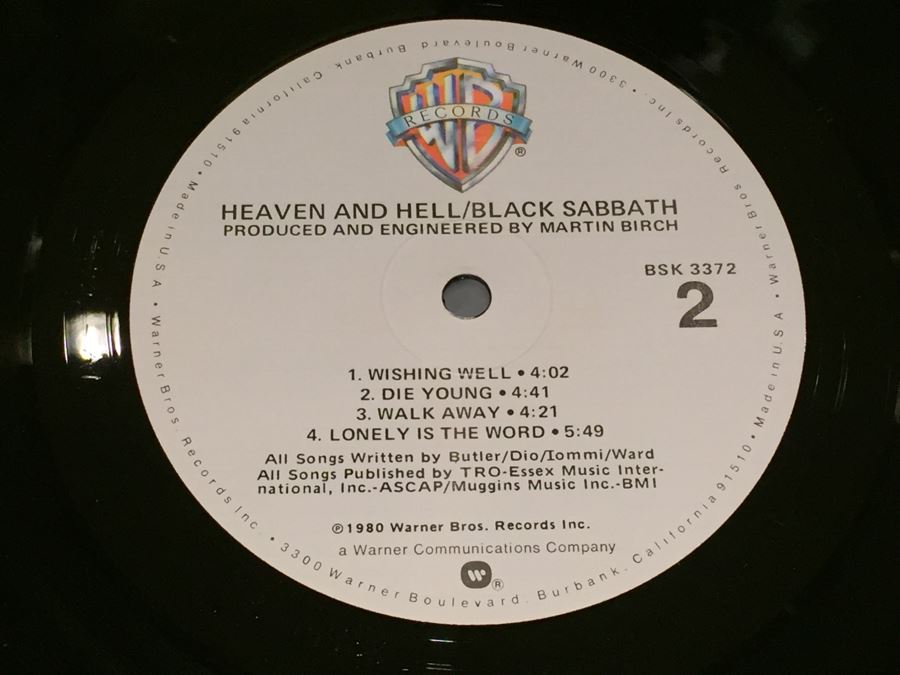 WB
RECORDS
®
HEAVEN AND HELL/BLACK SABBATH
PRODUCED AND ENGINEERED BY MARTIN BIRCH
BSK 3372
2
1. WISHING WELL • 4:02
2. DIE YOUNG • 4:41
3. WALK AWAY • 4:21
4. LONELY IS THE WORD • 5:49
All Songs Written by Butler/Dio/Iommi/Ward
All Songs Published by TRO-Essex Music Inter-
national, Inc.-ASCAP/Muggins Music Inc.-BMI
℗1980 Warner Bros. Records Inc.
a Warner Communications Company
®
Warner Bros. Records Inc. • 3300 Warner Boulevard. Burbank. California 91510 • Made in U.S.A • Warner Bros Records Inc. • 3300 Warner Boulevard Burbank, California 91510 • Made in U.S.A •